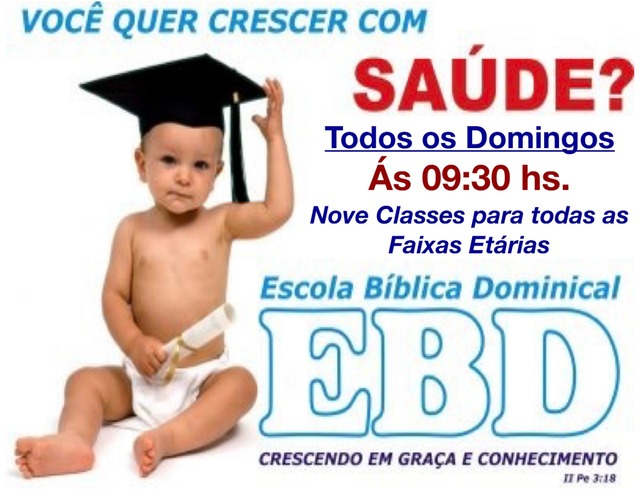 VOCÊ QUER CRESCER COM
SAÚDE?
Todos os Domingos
Ás 09:30 hs.
Nove Classes para todas as
Faixas Etárias
Escola Bíblica Dominical
EBD
CRESCENDO EM GRAÇA E CONHECIMENTO
II Pe 3:18